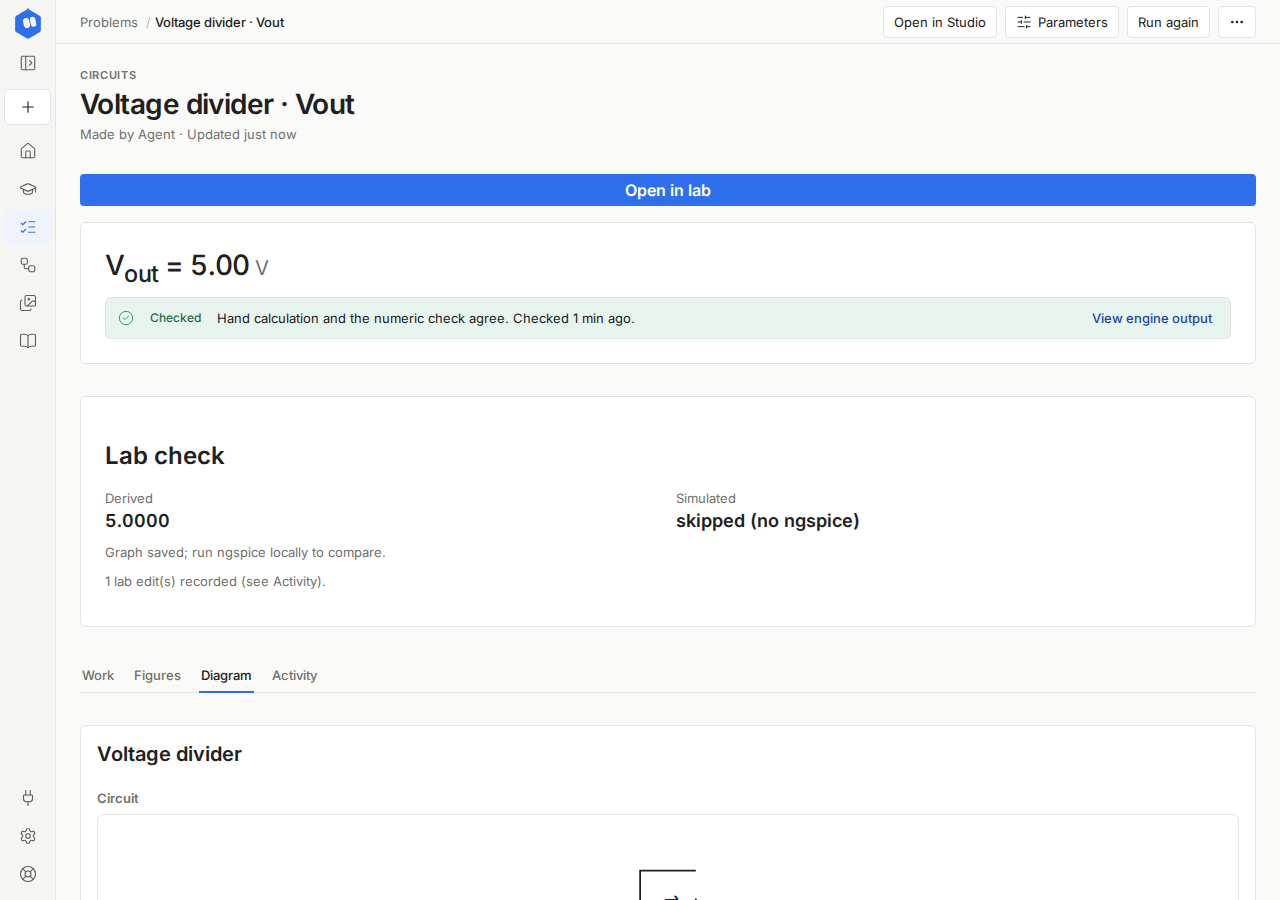 Problems / Voltage divider · Vout
Open in Studio
Parameters
Run again
CIRCUITS
Voltage divider · Vout
Made by Agent · Updated just now
Open in lab
Vout = 5.00 V
Checked Hand calculation and the numeric check agree. Checked 1 min ago. View engine output
Lab check
Derived
Simulated
5.0000
skipped (no ngspice)
Graph saved; run ngspice locally to compare.
1 lab edit(s) recorded (see Activity).
Work Figures Diagram Activity
Voltage divider
Circuit